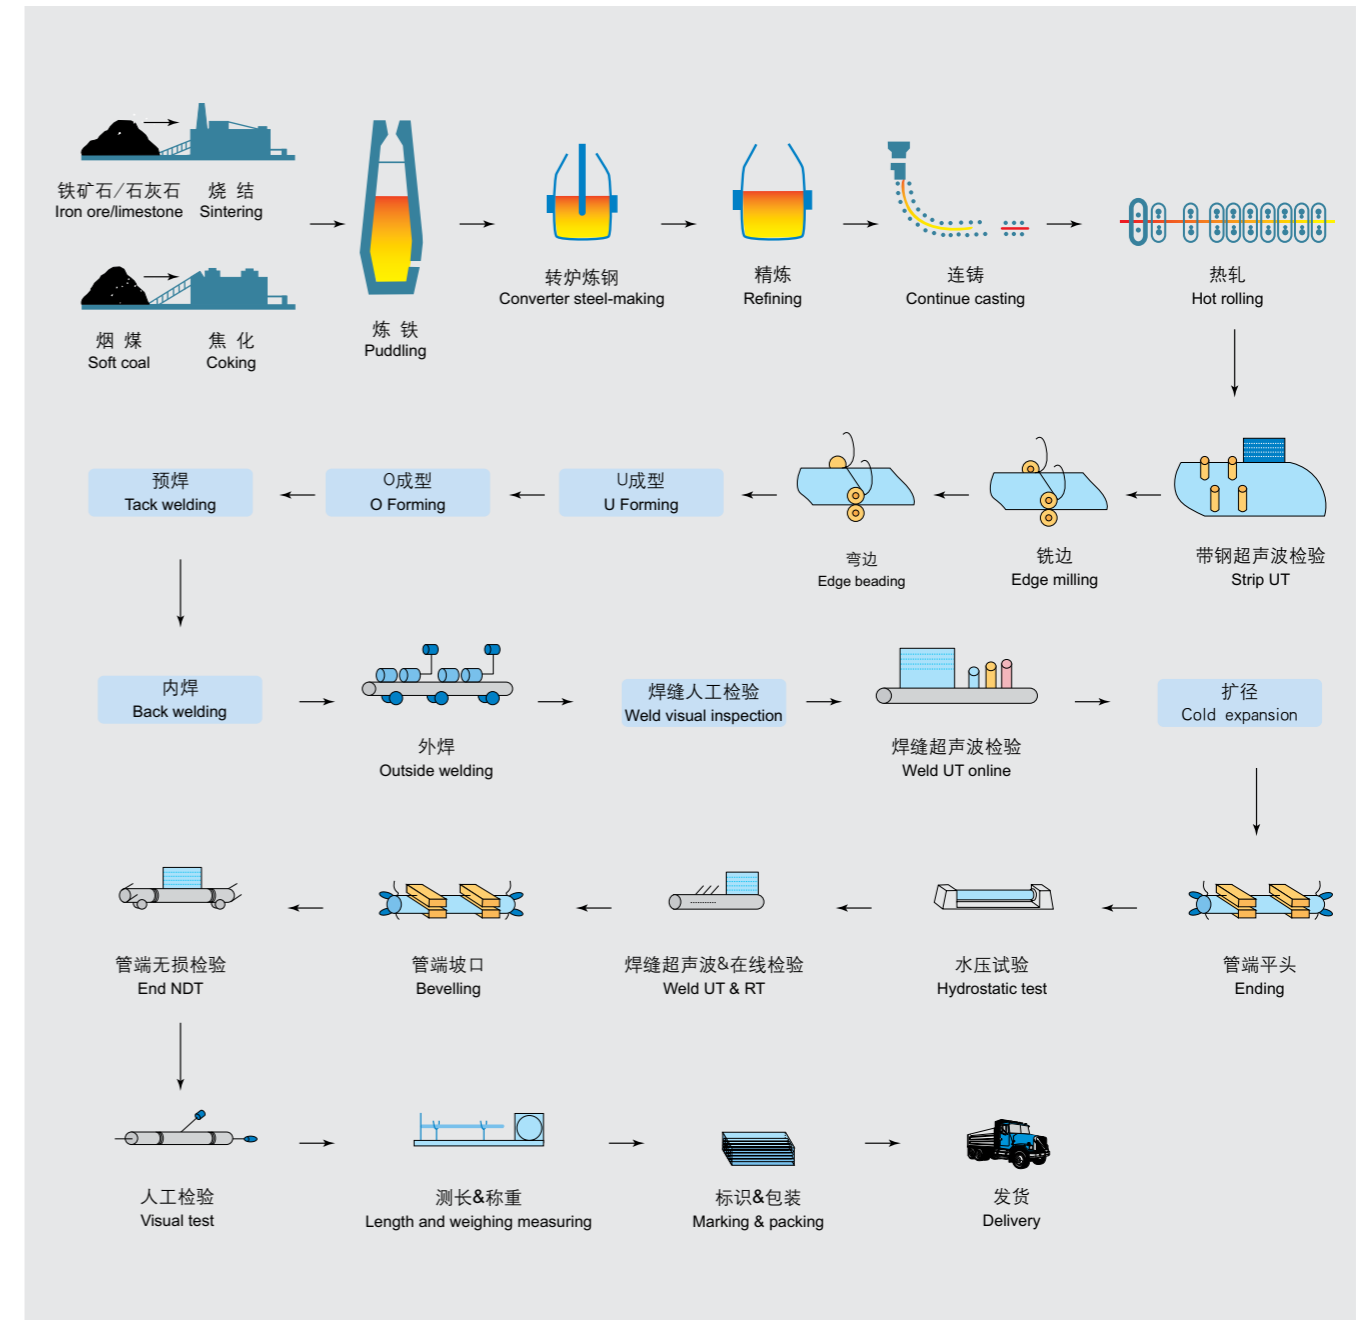 铁矿石/石灰石
Iron ore/limestone
烧 结
Sintering
烟 煤
Soft coal
焦 化
Coking
炼 铁
Puddling
转炉炼钢
Converter steel-making
精炼
Refining
连铸
Continue casting
热轧
Hot rolling
带钢超声波检验
Strip UT
铣边
Edge milling
弯边
Edge beading
U成型
U Forming
O成型
O Forming
预焊
Tack welding
内焊
Back welding
外焊
Outside welding
焊缝人工检验
Weld visual inspection
焊缝超声波检验
Weld UT online
扩径
Cold expansion
管端平头
Ending
水压试验
Hydrostatic test
焊缝超声波&在线检验
Weld UT & RT
管端坡口
Bevelling
管端无损检验
End NDT
人工检验
Visual test
测长&称重
Length and weighing measuring
标识&包装
Marking & packing
发货
Delivery